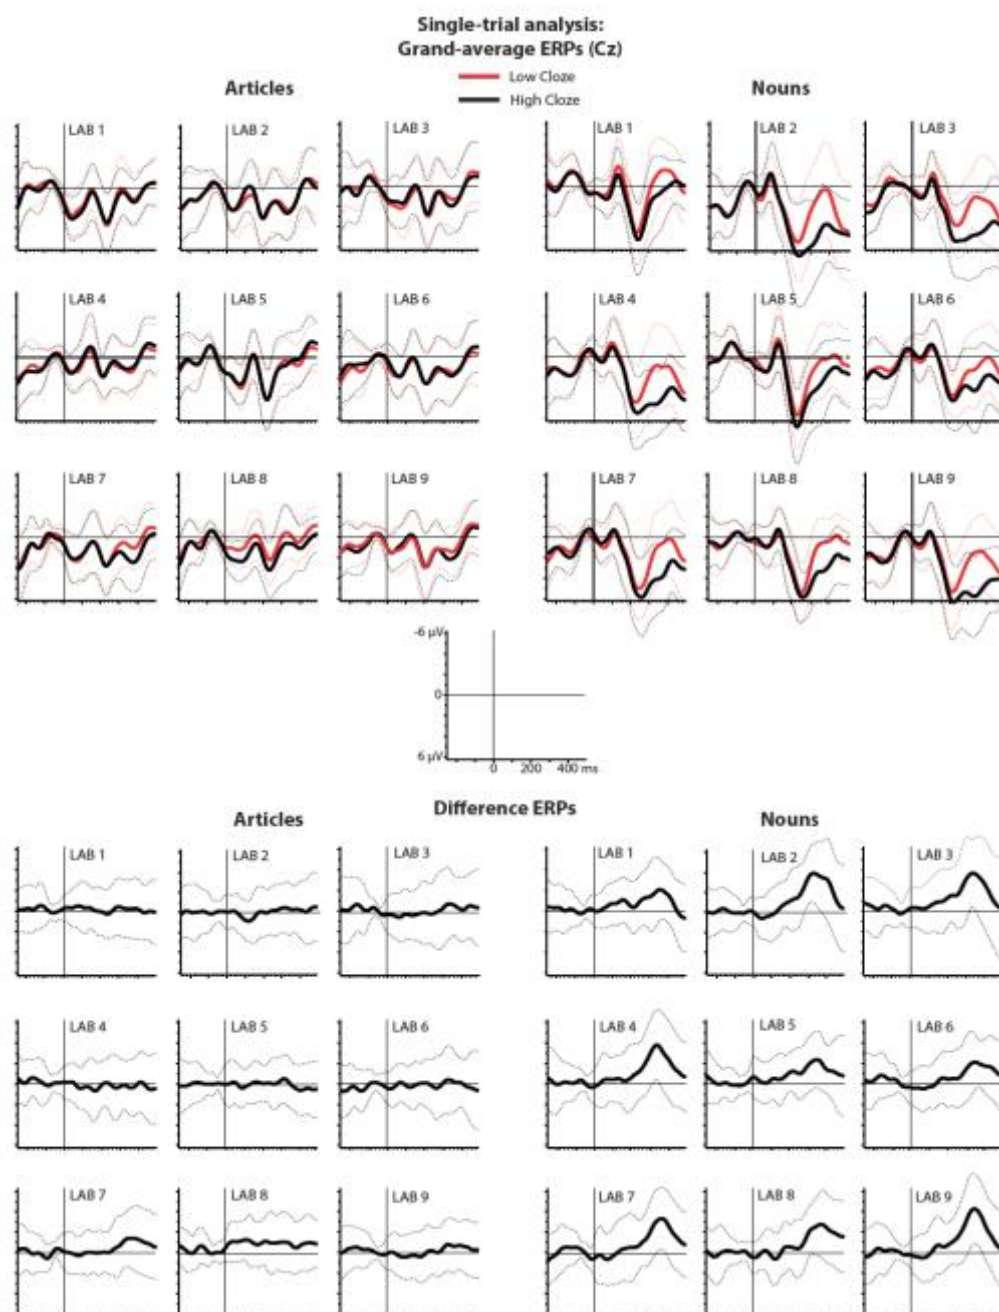 Single-trial analysis:
Grand-average ERPs (Cz)
Low Cloze
High Cloze
Articles
Nouns
LAB 1
LAB 2
LAB 3
LAB 1
LAB 2
LAB 3
LAB 4
LAB 5
LAB 6
LAB 4
LAB 5
LAB 6
LAB 7
LAB 8
LAB 9
LAB 7
LAB 8
LAB 9
-6 µV
0
6 µV
0 200 400 ms
Difference ERPs
Articles
Nouns
LAB 1
LAB 2
LAB 3
LAB 1
LAB 2
LAB 3
LAB 4
LAB 5
LAB 6
LAB 4
LAB 5
LAB 6
LAB 7
LAB 8
LAB 9
LAB 7
LAB 8
LAB 9